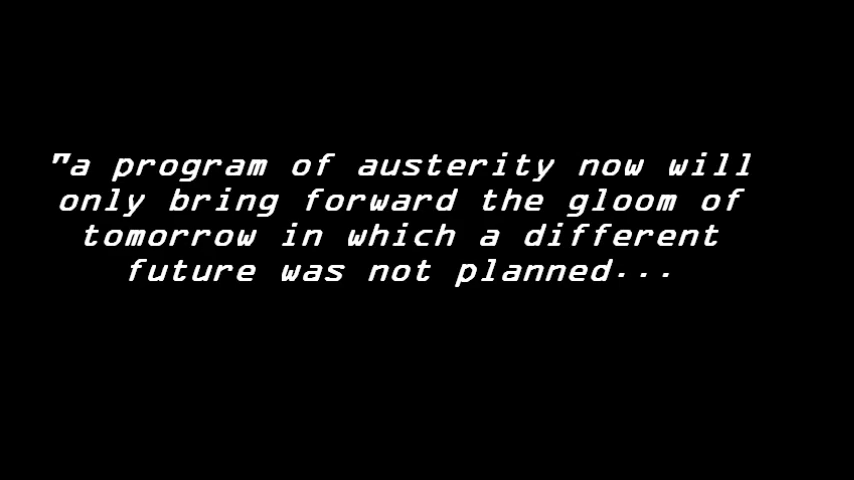 "a program of austerity now will
only bring forward the gloom of
tomorrow in which a different
future was not planned...